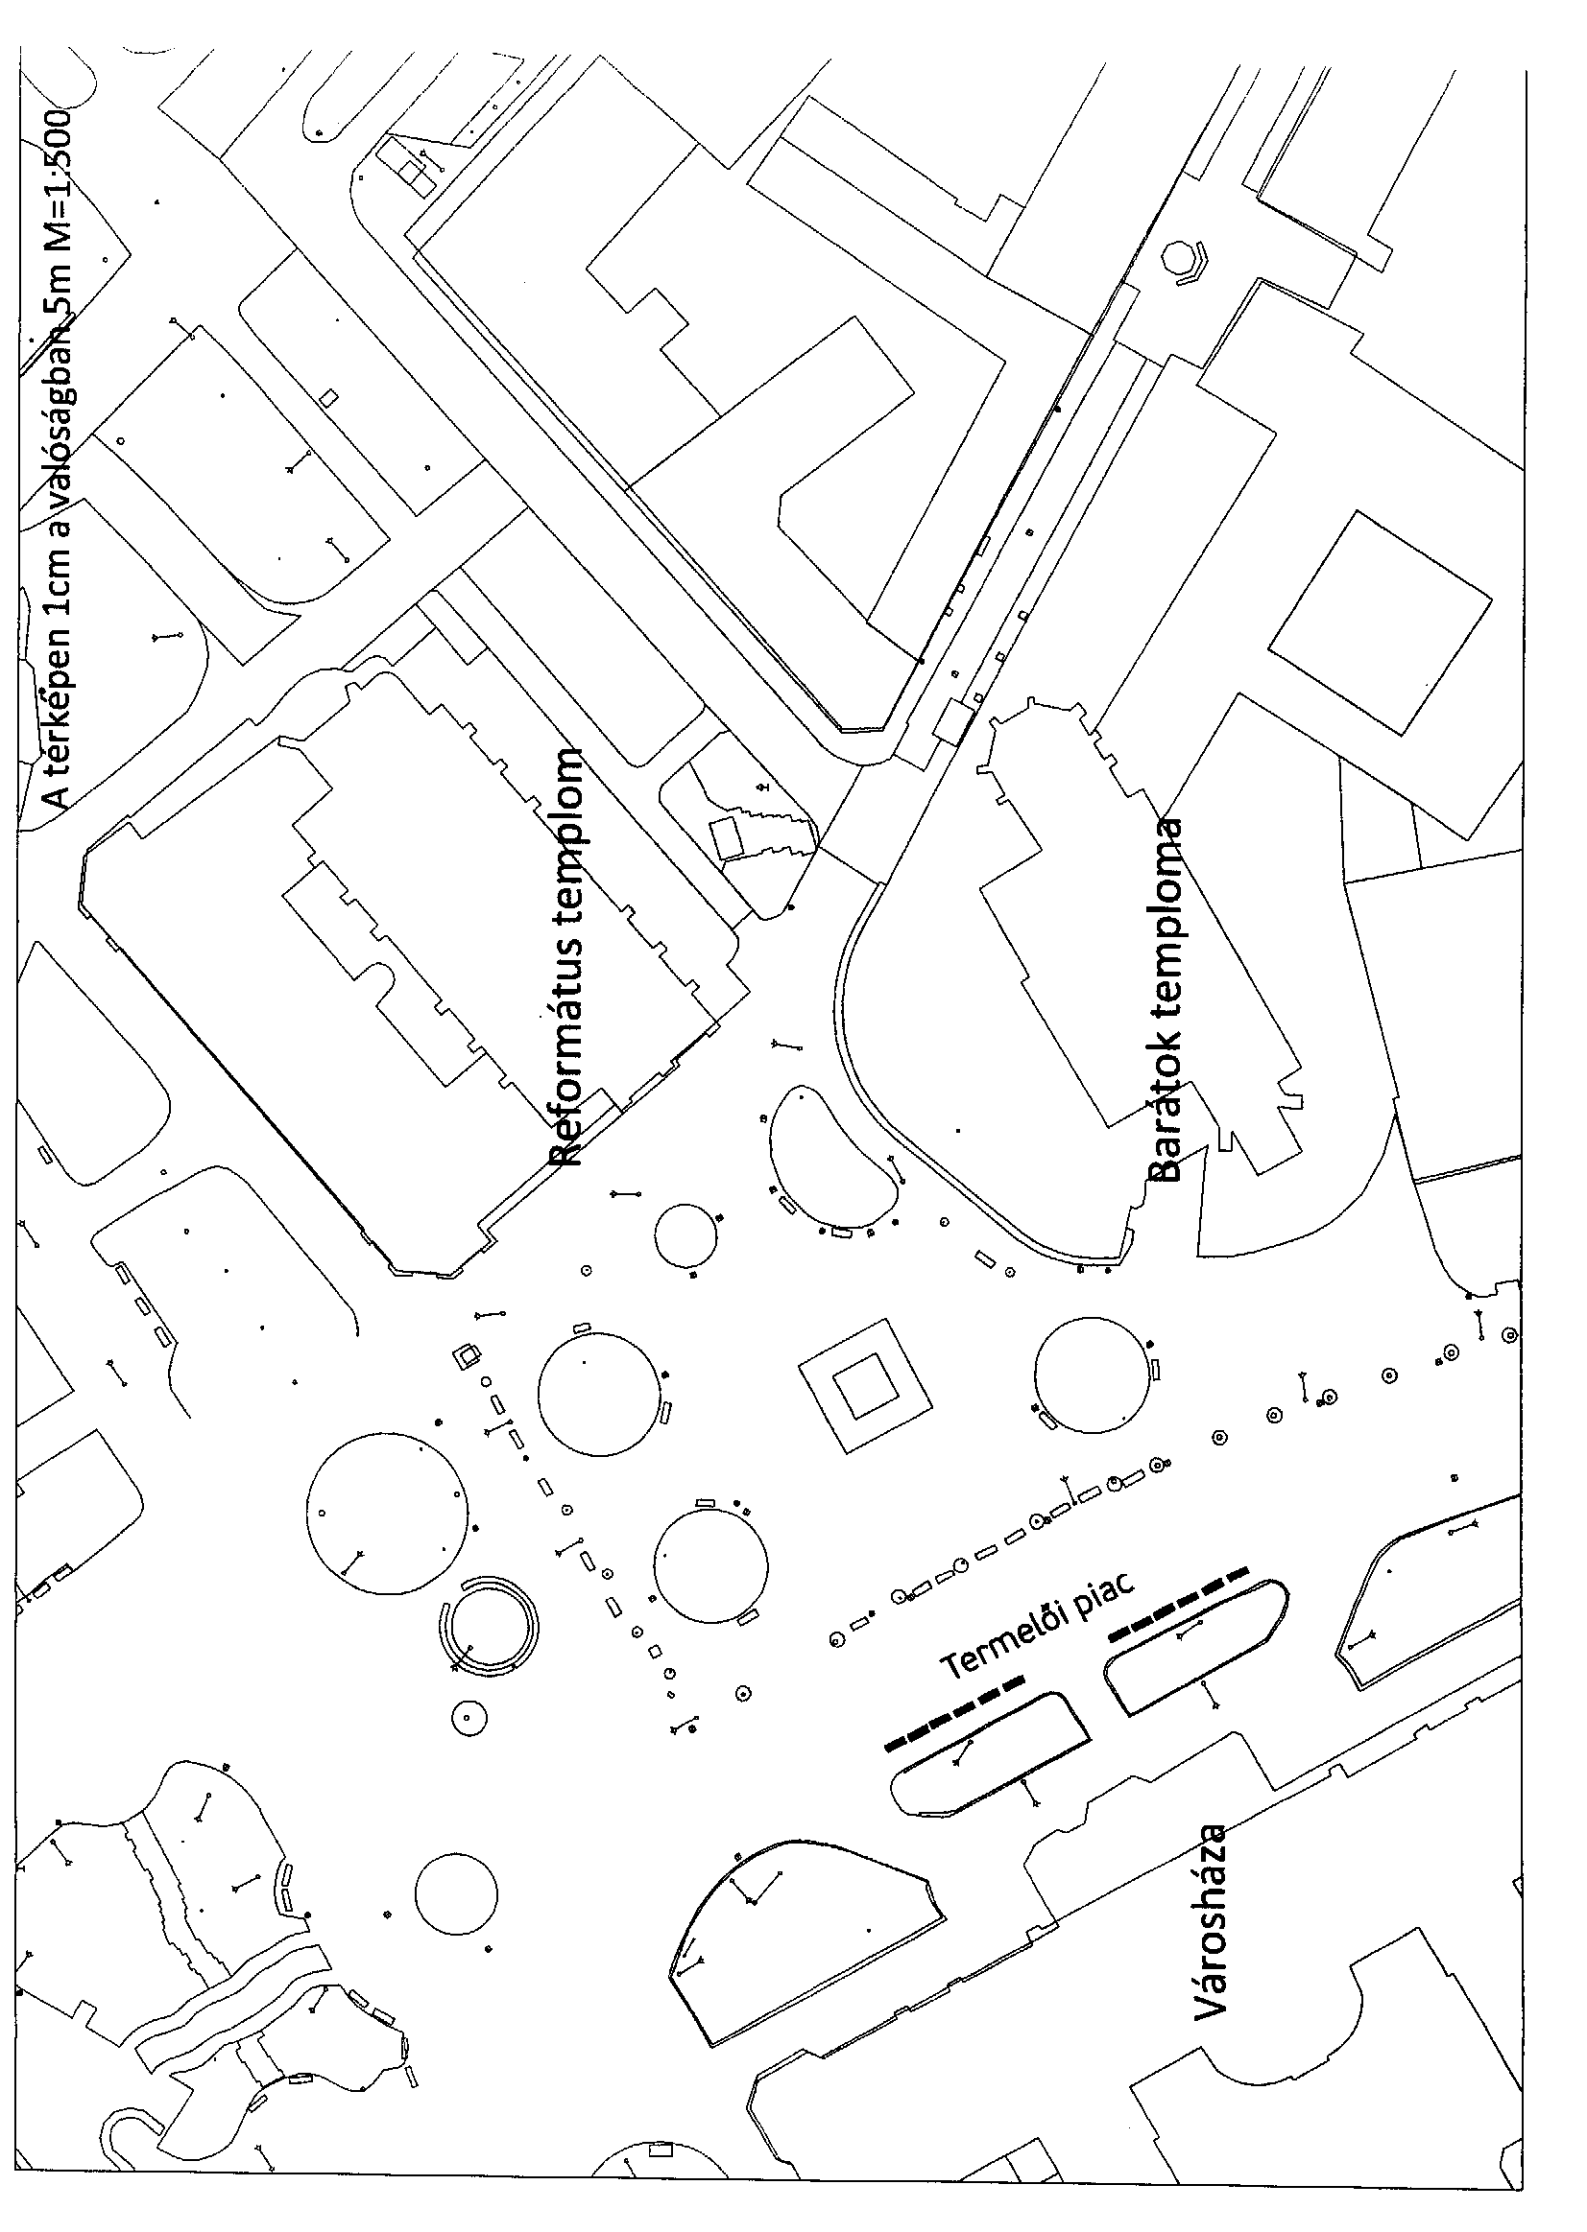 A térképen 1cm a valóságban 5m M=1:500
Református templom
Barátok temploma
Termelői piac
Városháza